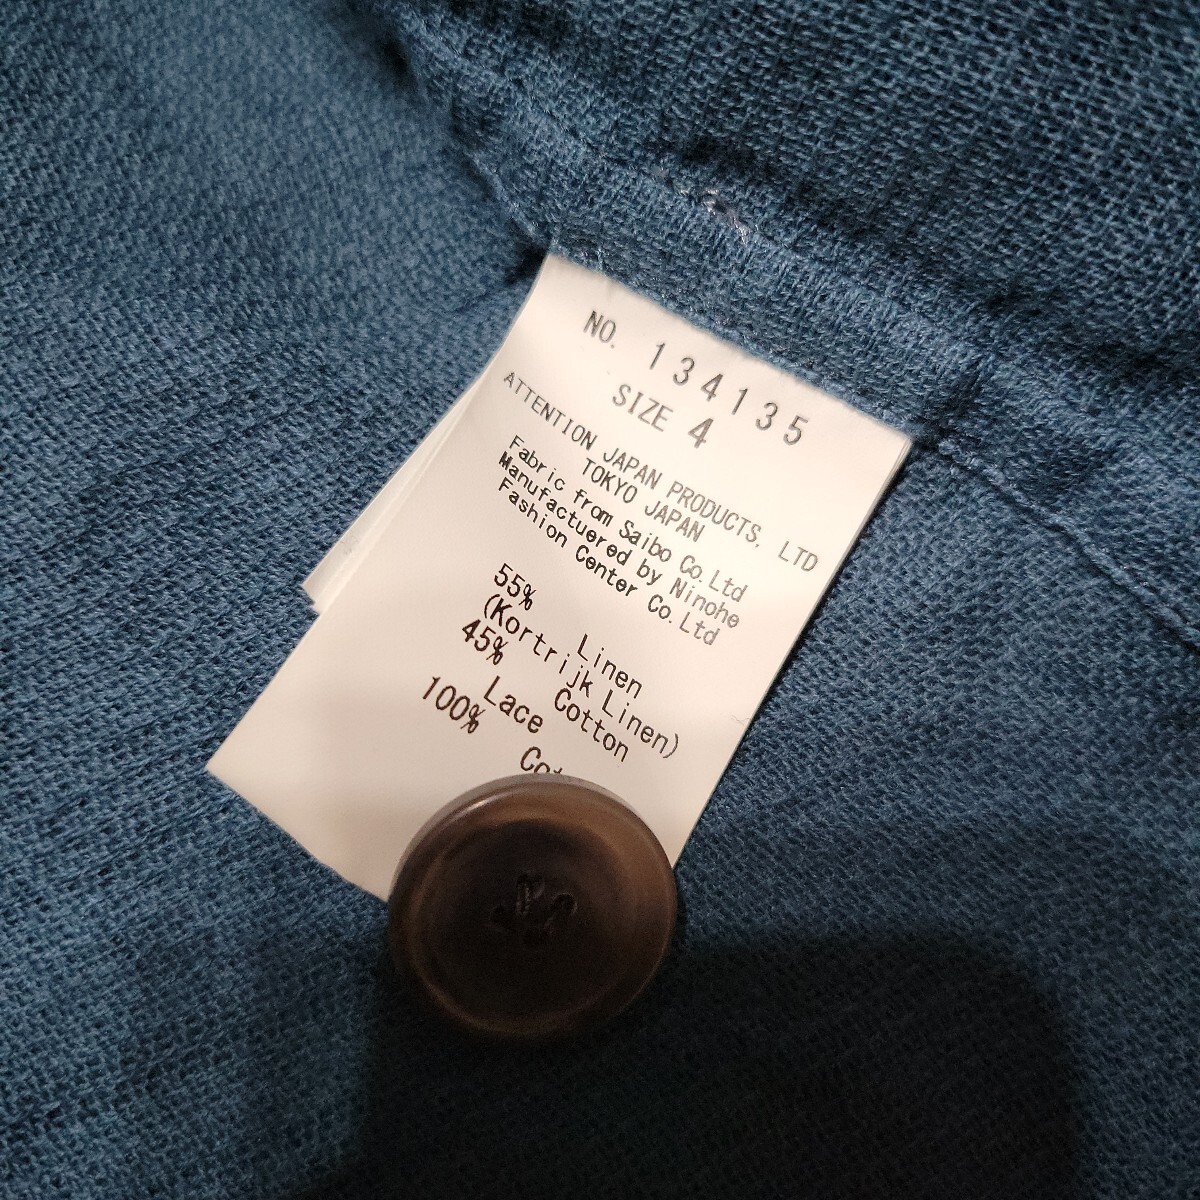 NO. 134135
SIZE 4
ATTENTION JAPAN PRODUCTS, LTD
TOKYO JAPAN
Fabric from Saibo Co.Ltd
Manufactuered by Ninohe
Fashion Center Co.Ltd
55% Linen
(Kortrijk Linen)
45% Cotton
Lace
100%